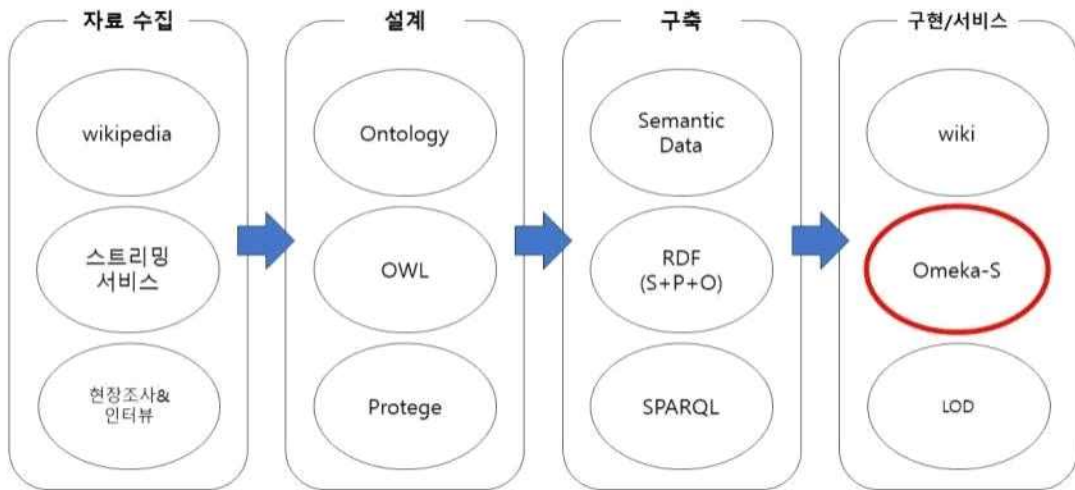 자료 수집
wikipedia
스트리밍
서비스
현장조사&
인터뷰
설계
Ontology
OWL
Protege
구축
Semantic
Data
RDF
(S+P+O)
SPARQL
구현/서비스
wiki
Omeka-S
LOD